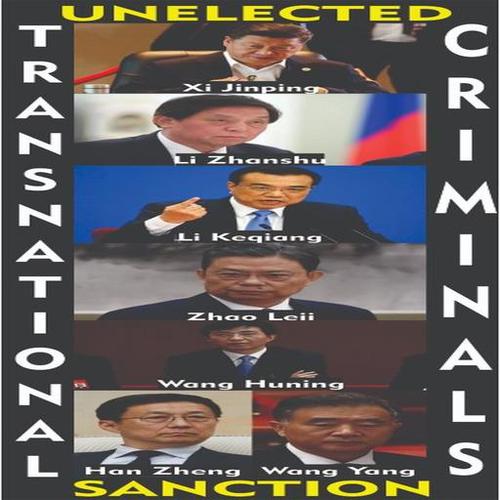 UNELECTED
TRANSNATIONAL
CRIMINALS
Xi Jinping
Li Zhanshu
Li Keqiang
Zhao Leii
Wang Huning
Han Zheng
Wang Yang
SANCTION